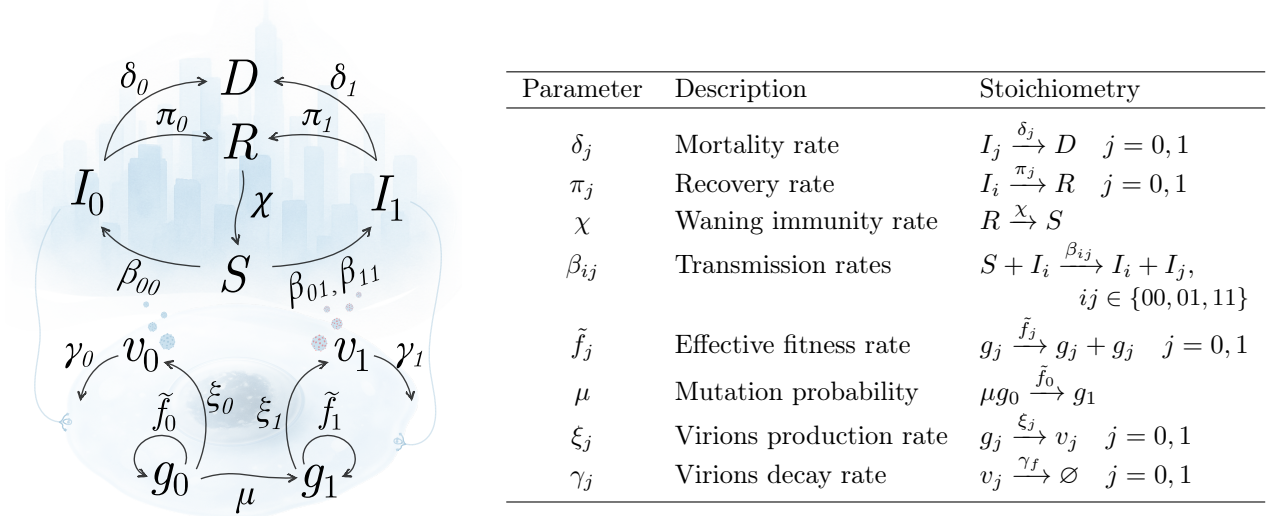 δ₀ D δ₁
π₀ R π₁
I₀ χ I₁
β₀₀ S β₀₁, β₁₁
γ₀ v₀ v₁ γ₁
f̃₀ ξ₀ ξ₁ f̃₁
g₀ μ g₁
Parameter Description Stoichiometry
δⱼ Mortality rate Iⱼ —δⱼ→ D j = 0, 1
πⱼ Recovery rate Iᵢ —πⱼ→ R j = 0, 1
χ Waning immunity rate R —χ→ S
βᵢⱼ Transmission rates S + Iᵢ —βᵢⱼ→ Iᵢ + Iⱼ,
ij ∈ {00, 01, 11}
f̃ⱼ Effective fitness rate gⱼ —f̃ⱼ→ gⱼ + gⱼ j = 0, 1
μ Mutation probability μg₀ —f̃₀→ g₁
ξⱼ Virions production rate gⱼ —ξⱼ→ vⱼ j = 0, 1
γⱼ Virions decay rate vⱼ —γ_f→ ∅ j = 0, 1